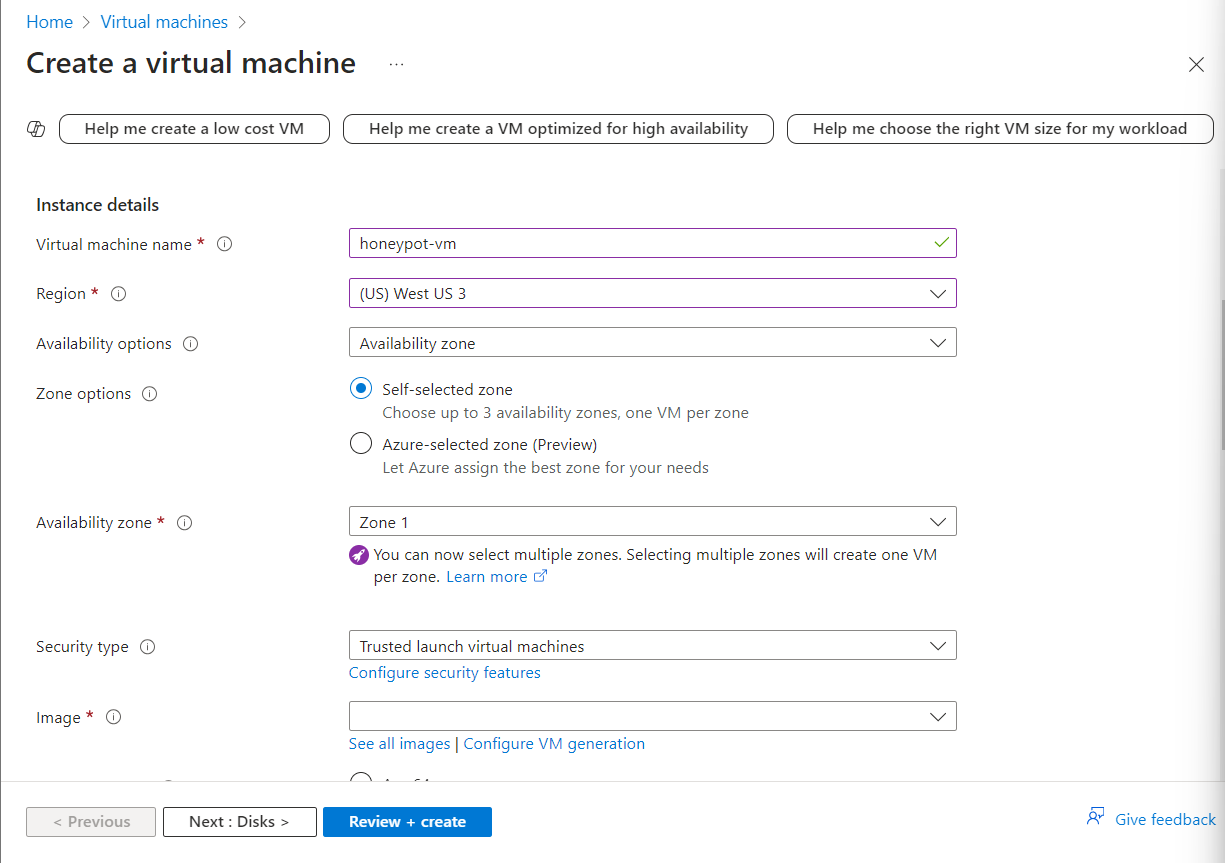 Home > Virtual machines >
Create a virtual machine ...
Help me create a low cost VM
Help me create a VM optimized for high availability
Help me choose the right VM size for my workload
Instance details
Virtual machine name *
honeypot-vm
Region *
(US) West US 3
Availability options
Availability zone
Zone options
Self-selected zone
Choose up to 3 availability zones, one VM per zone
Azure-selected zone (Preview)
Let Azure assign the best zone for your needs
Availability zone *
Zone 1
You can now select multiple zones. Selecting multiple zones will create one VM
per zone. Learn more
Security type
Trusted launch virtual machines
Configure security features
Image *
See all images | Configure VM generation
< Previous
Next : Disks >
Review + create
Give feedback